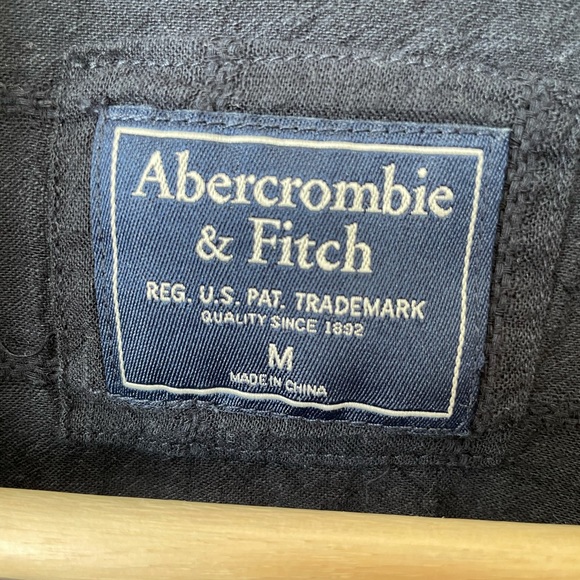 Abercrombie
& Fitch
REG. U.S. PAT. TRADEMARK
QUALITY SINCE 1892
M
MADE IN CHINA